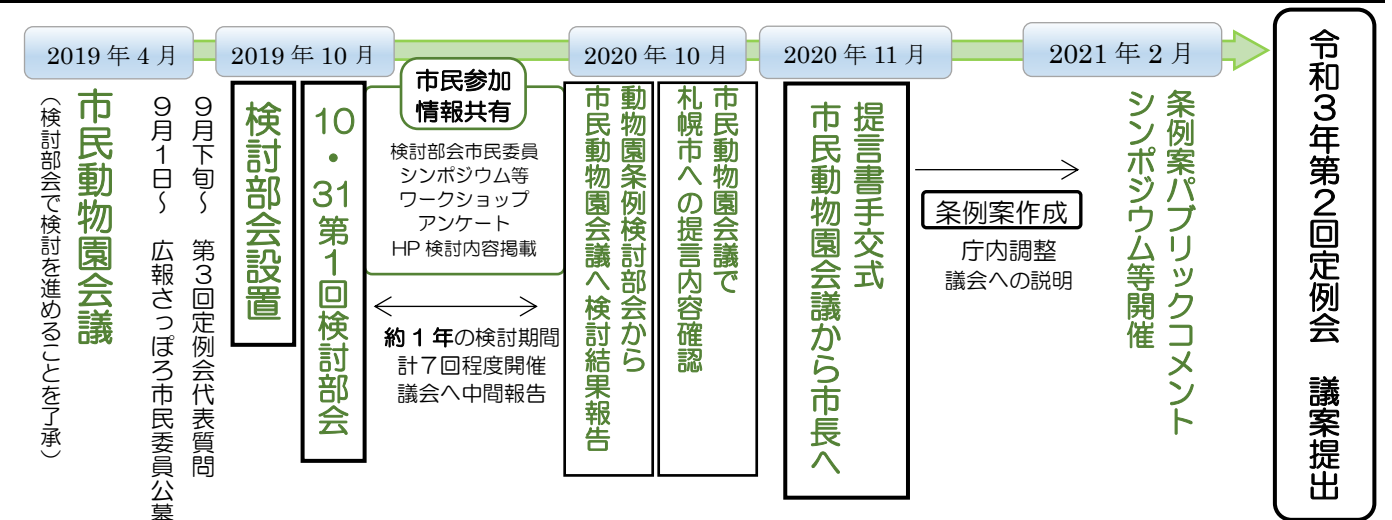 2019年4月
2019年10月
2020年10月
2020年11月
2021年2月
市民動物園会議
（検討部会で検討を進めることを了承）
９月下旬～　第３回定例会代表質問
９月１日～　広報さっぽろ市民委員公募
検討部会設置
10・31第１回検討部会
市民参加
情報共有
検討部会市民委員
シンポジウム等
ワークショップ
アンケート
HP検討内容掲載
約1年の検討期間
計７回程度開催
議会へ中間報告
動物園条例検討部会から
市民動物園会議へ検討結果報告
市民動物園会議で
札幌市への提言内容確認
提言書手交式
市民動物園会議から市長へ
条例案作成
庁内調整
議会への説明
条例案パブリックコメント
シンポジウム等開催
令和３年第２回定例会　議案提出